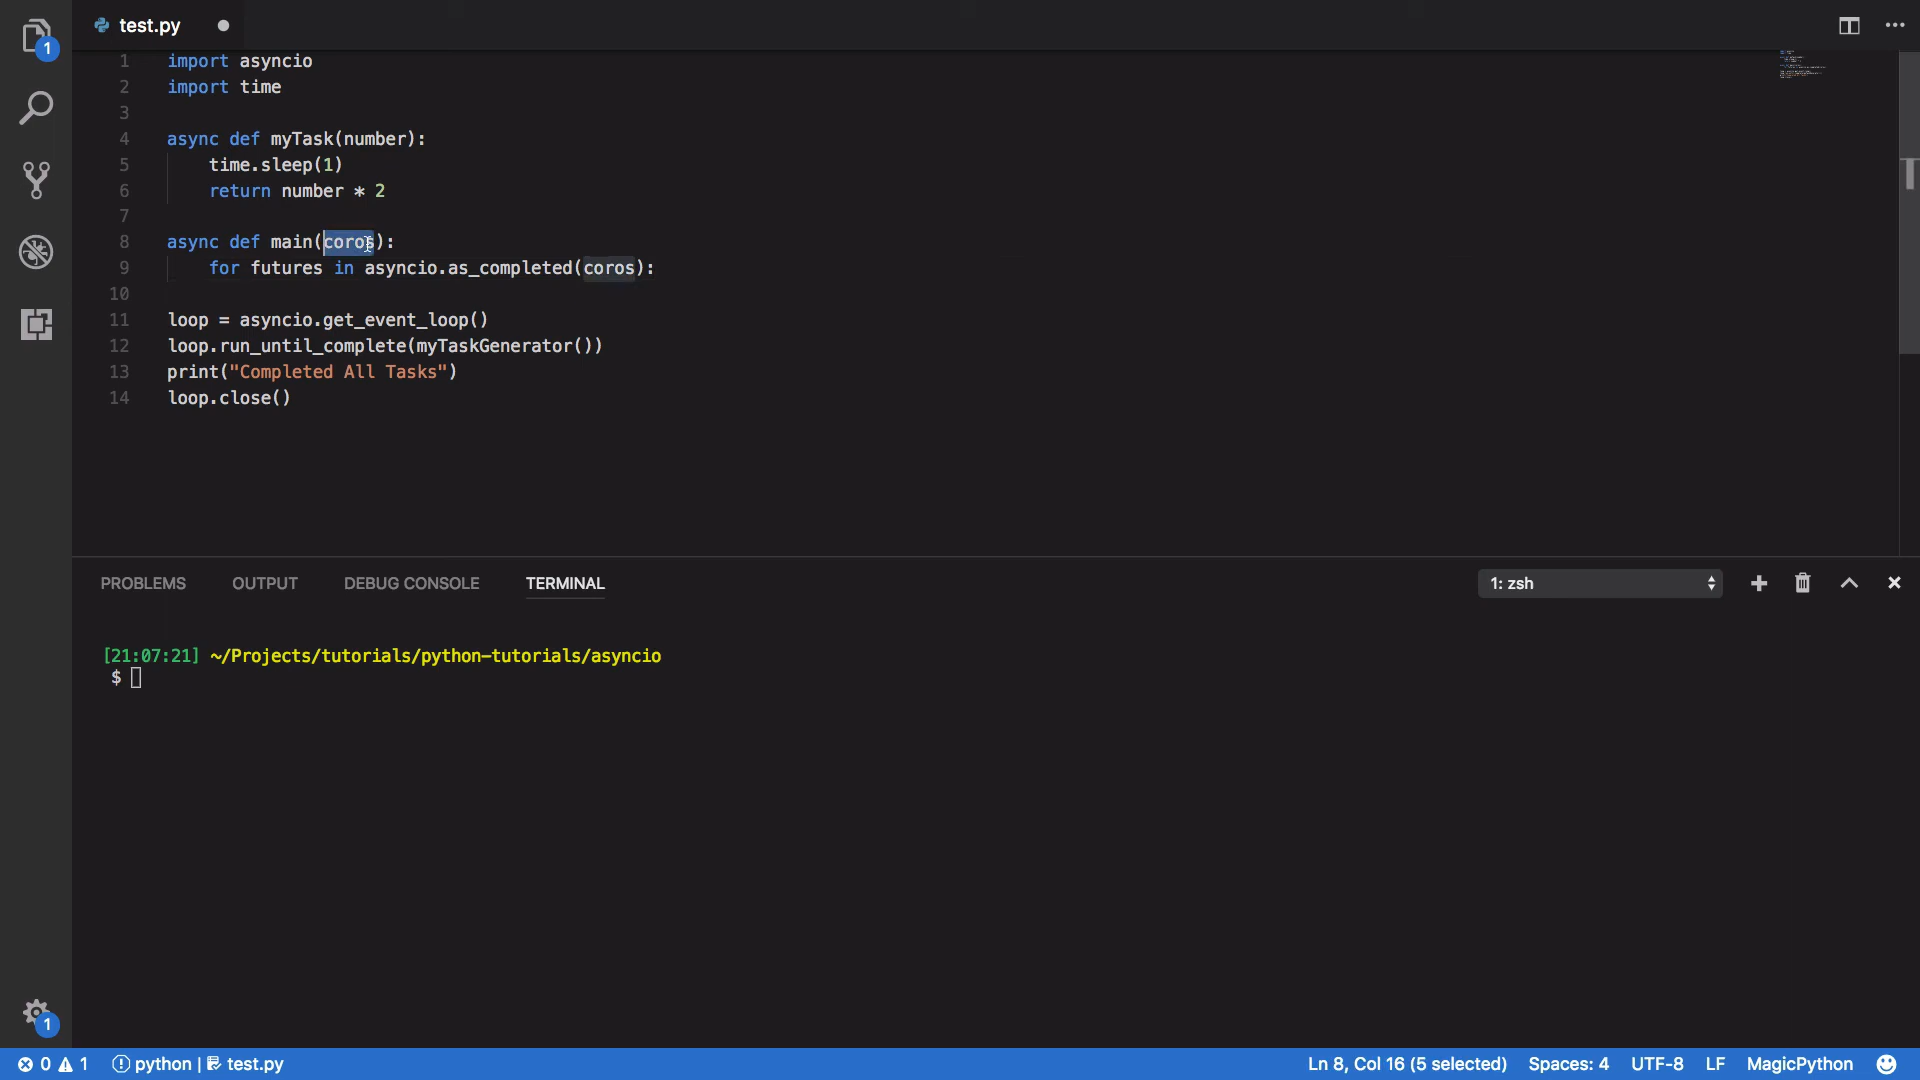 test.py
1
1 import asyncio
2 import time
3
4 async def myTask(number):
5     time.sleep(1)
6     return number * 2
7
8 async def main(coros):
9     for futures in asyncio.as_completed(coros):
10
11 loop = asyncio.get_event_loop()
12 loop.run_until_complete(myTaskGenerator())
13 print("Completed All Tasks")
14 loop.close()
PROBLEMS OUTPUT DEBUG CONSOLE TERMINAL 1: zsh
[21:07:21] ~/Projects/tutorials/python-tutorials/asyncio
$
1
0 1 python | test.py Ln 8, Col 16 (5 selected) Spaces: 4 UTF-8 LF MagicPython